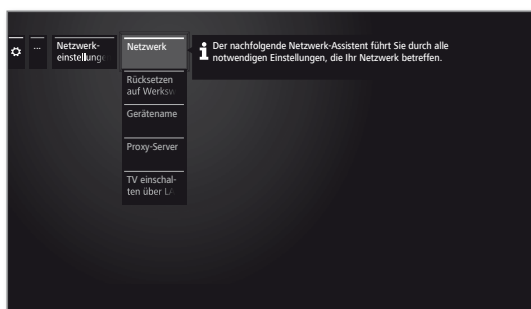 ...
Netzwerk-
einstellunge
Netzwerk
Der nachfolgende Netzwerk-Assistent führt Sie durch alle
notwendigen Einstellungen, die Ihr Netzwerk betreffen.
Rücksetzen
auf Werksw
Gerätename
Proxy-Server
TV einschal-
ten über LA